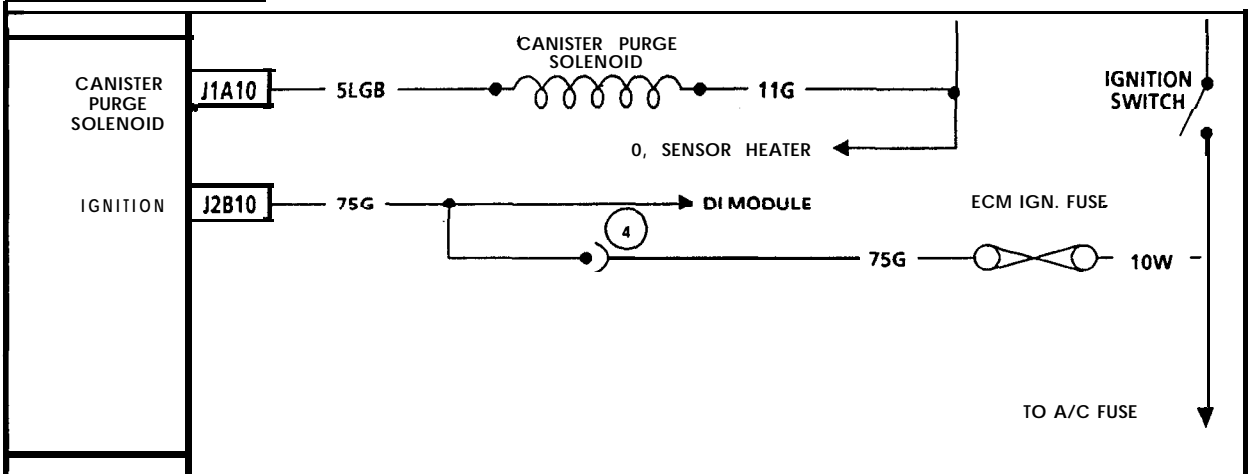 CANISTER PURGE
SOLENOID
CANISTER
PURGE
SOLENOID
J1A10
5LGB
11G
IGNITION
SWITCH
0, SENSOR HEATER
IGNITION
J2B10
75G
DI MODULE
ECM IGN. FUSE
4
75G
10W
TO A/C FUSE